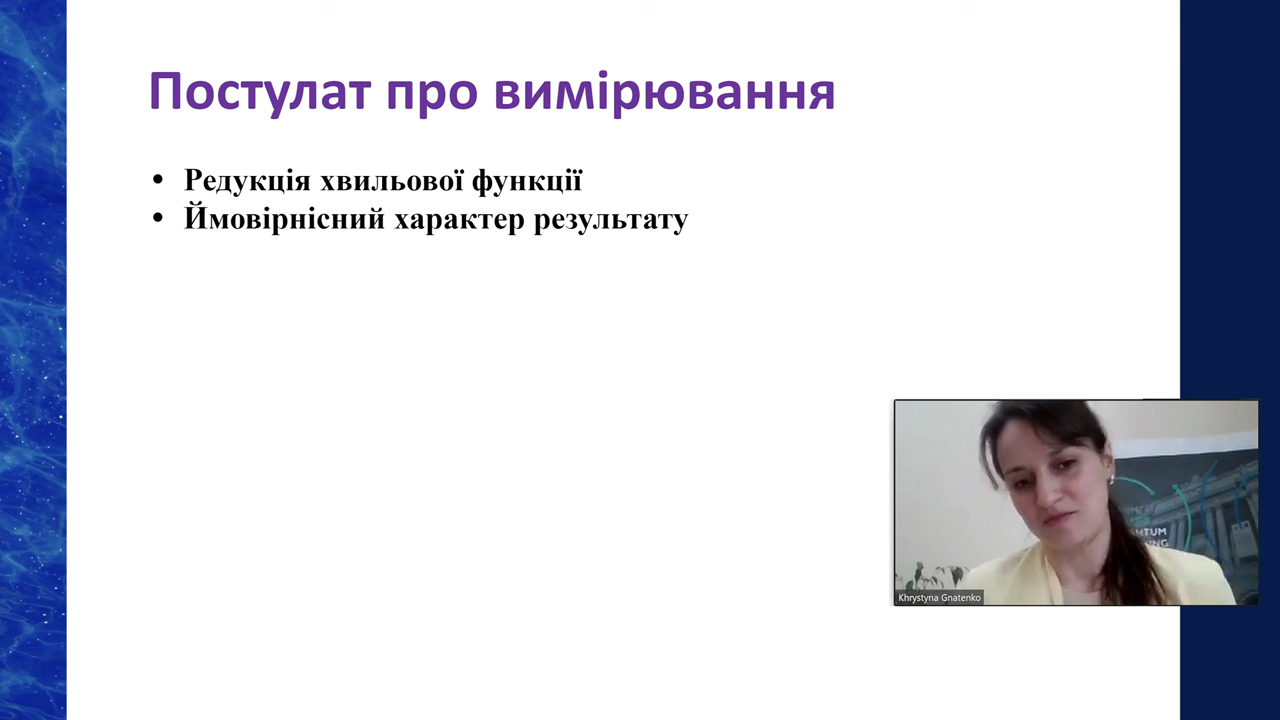 Постулат про вимірювання
• Редукція хвильової функції
• Ймовірнісний характер результату
Khrystyna Gnatenko